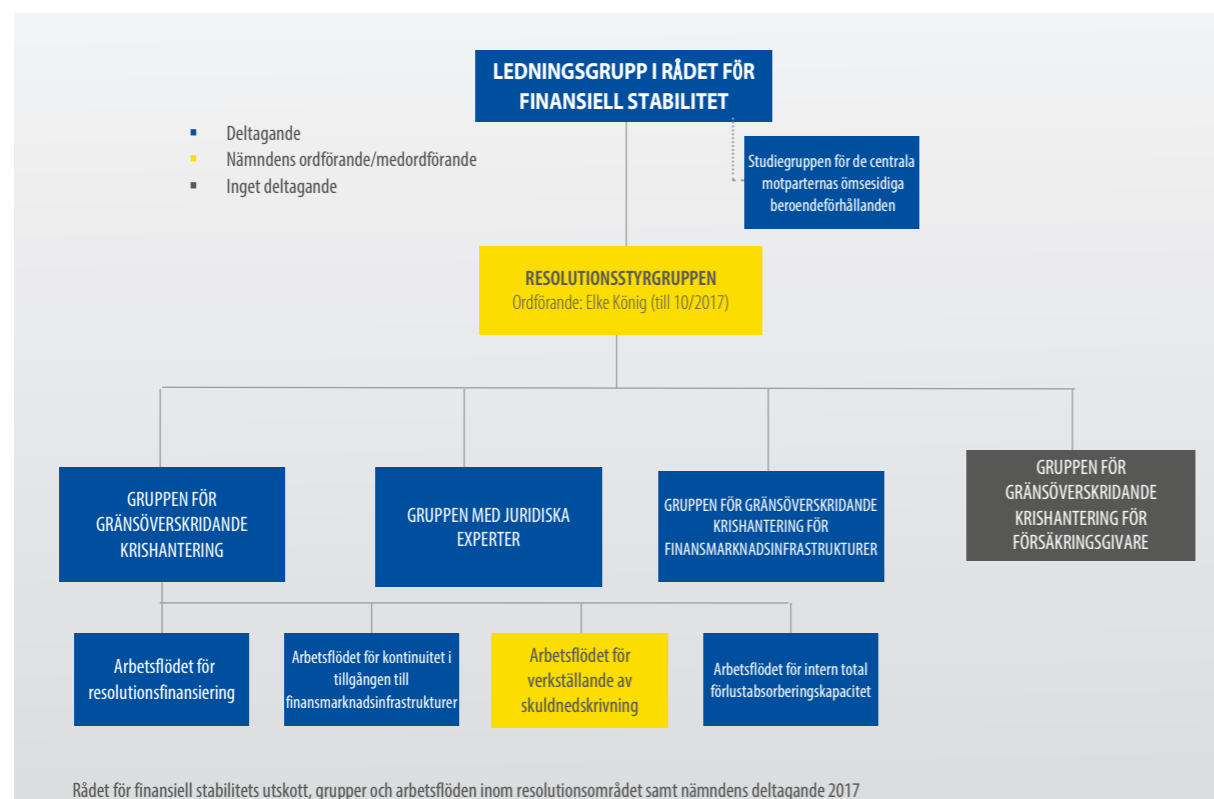 LEDNINGSGRUPP I RÅDET FÖR
FINANSIELL STABILITET
Deltagande
Nämndens ordförande/medordförande
Inget deltagande
Studiegruppen för de centrala
motparternas ömsesidiga
beroendeförhållanden
RESOLUTIONSSTYRGRUPPEN
Ordförande: Elke König (till 10/2017)
GRUPPEN FÖR
GRÄNSÖVERSKRIDANDE
KRISHANTERING
GRUPPEN MED JURIDISKA
EXPERTER
GRUPPEN FÖR GRÄNSÖVERSKRIDANDE
KRISHANTERING FÖR
FINANSMARKNADSINFRASTRUKTURER
GRUPPEN FÖR
GRÄNSÖVERSKRIDANDE
KRISHANTERING FÖR
FÖRSÄKRINGSGIVARE
Arbetsflödet för
resolutionsfinansiering
Arbetsflödet för kontinuitet i
tillgången till
finansmarknadsinfrastrukturer
Arbetsflödet för
verkställande av
skuldnedskrivning
Arbetsflödet för intern total
förlustabsorberingskapacitet
Rådet för finansiell stabilitets utskott, grupper och arbetsflöden inom resolutionsområdet samt nämndens deltagande 2017